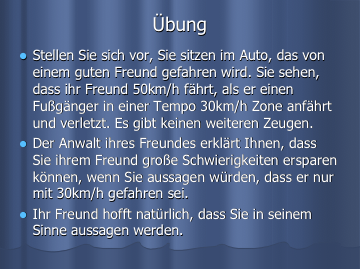 Übung
Stellen Sie sich vor, Sie sitzen im Auto, das von
einem guten Freund gefahren wird. Sie sehen,
dass ihr Freund 50km/h fährt, als er einen
Fußgänger in einer Tempo 30km/h Zone anfährt
und verletzt. Es gibt keinen weiteren Zeugen.
Der Anwalt ihres Freundes erklärt Ihnen, dass
Sie ihrem Freund große Schwierigkeiten ersparen
können, wenn Sie aussagen würden, dass er nur
mit 30km/h gefahren sei.
Ihr Freund hofft natürlich, dass Sie in seinem
Sinne aussagen werden.